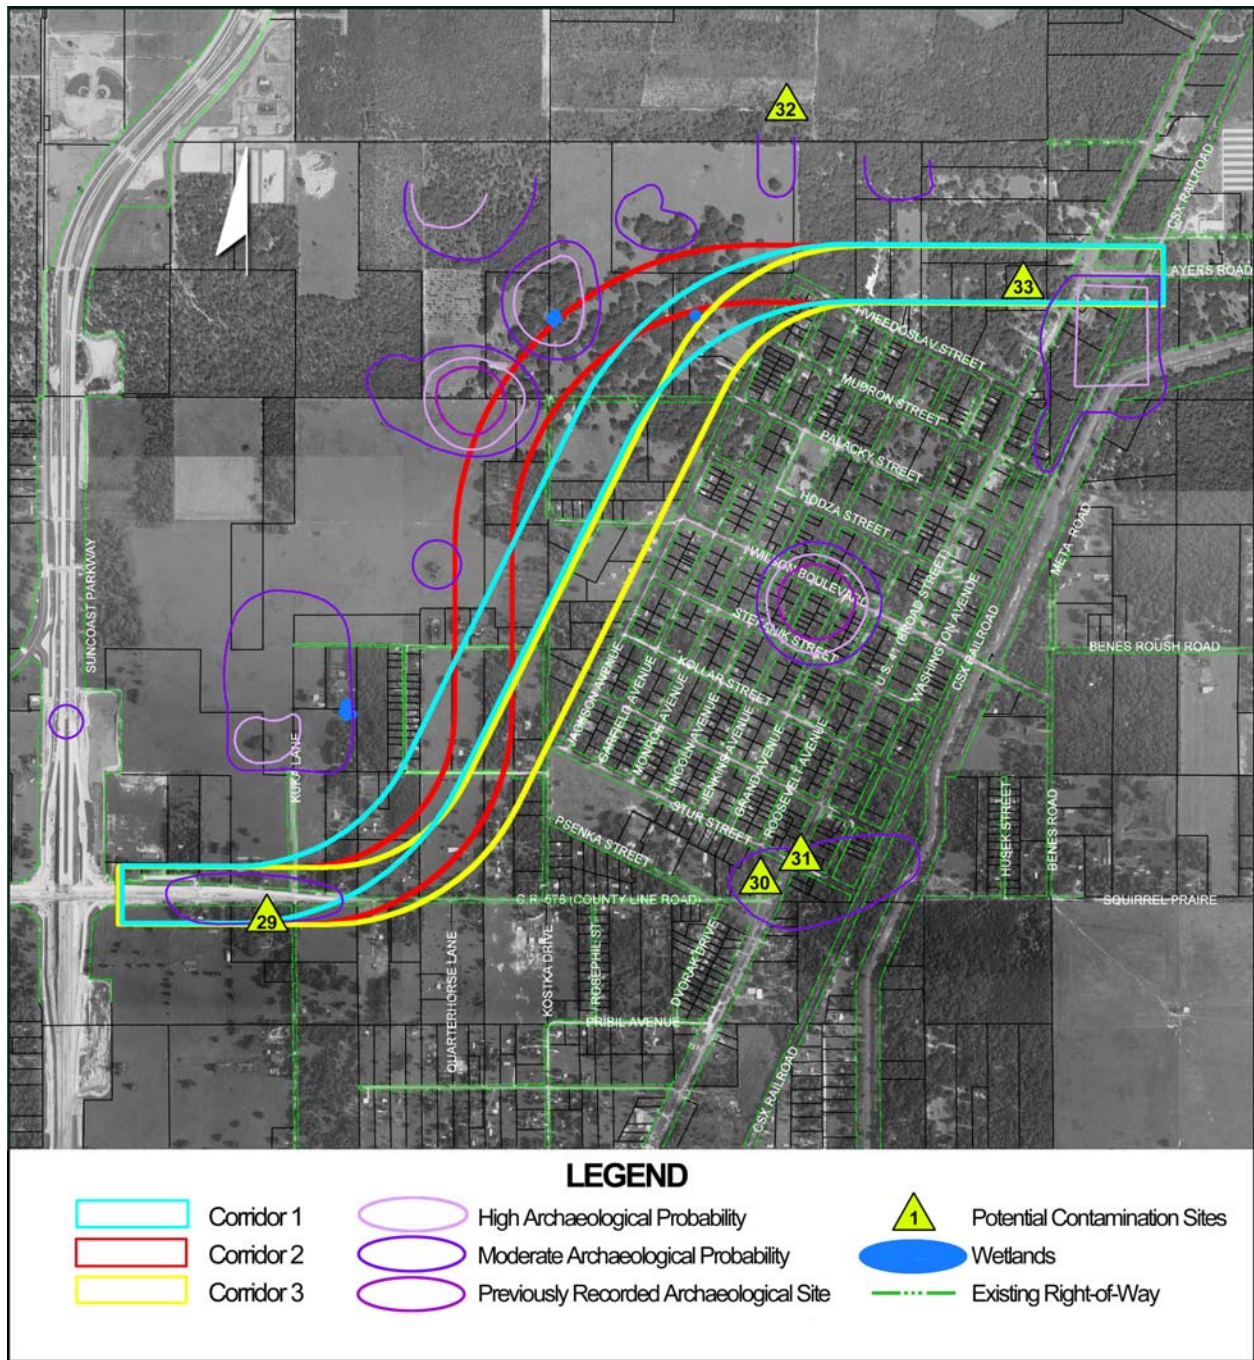 32
CSX RAILROAD
AYERS ROAD
33
HVIEEDOSLAV STREET
MUDRON STREET
PALACKY STREET
HODZA STREET
WILSON BOULEVARD
STEFANIK STREET
KOLLAR STREET
JACKSON AVENUE
GARFIELD AVENUE
MONROE AVENUE
LINCOLN AVENUE
JENKINS AVENUE
GRAND AVENUE
ROOSEVELT AVENUE
U.S. 41 (BROAD STREET)
WASHINGTON AVENUE
CSX RAILROAD
META ROAD
BENES ROUSH ROAD
SUNCOAST PARKWAY
LANE
STUR STREET
PSENKA STREET
31
30
29
C.R. 578 (COUNTY LINE ROAD)
HUSEK STREET
BENES ROAD
SQUIRREL PRAIRE
QUARTERHORSE LANE
KOSTKA DRIVE
ROSEPHIL ST
DVORAK DRIVE
PRIBIL AVENUE
CSX RAILROAD
LEGEND
Corridor 1
High Archaeological Probability
1
Potential Contamination Sites
Corridor 2
Moderate Archaeological Probability
Wetlands
Corridor 3
Previously Recorded Archaeological Site
Existing Right-of-Way